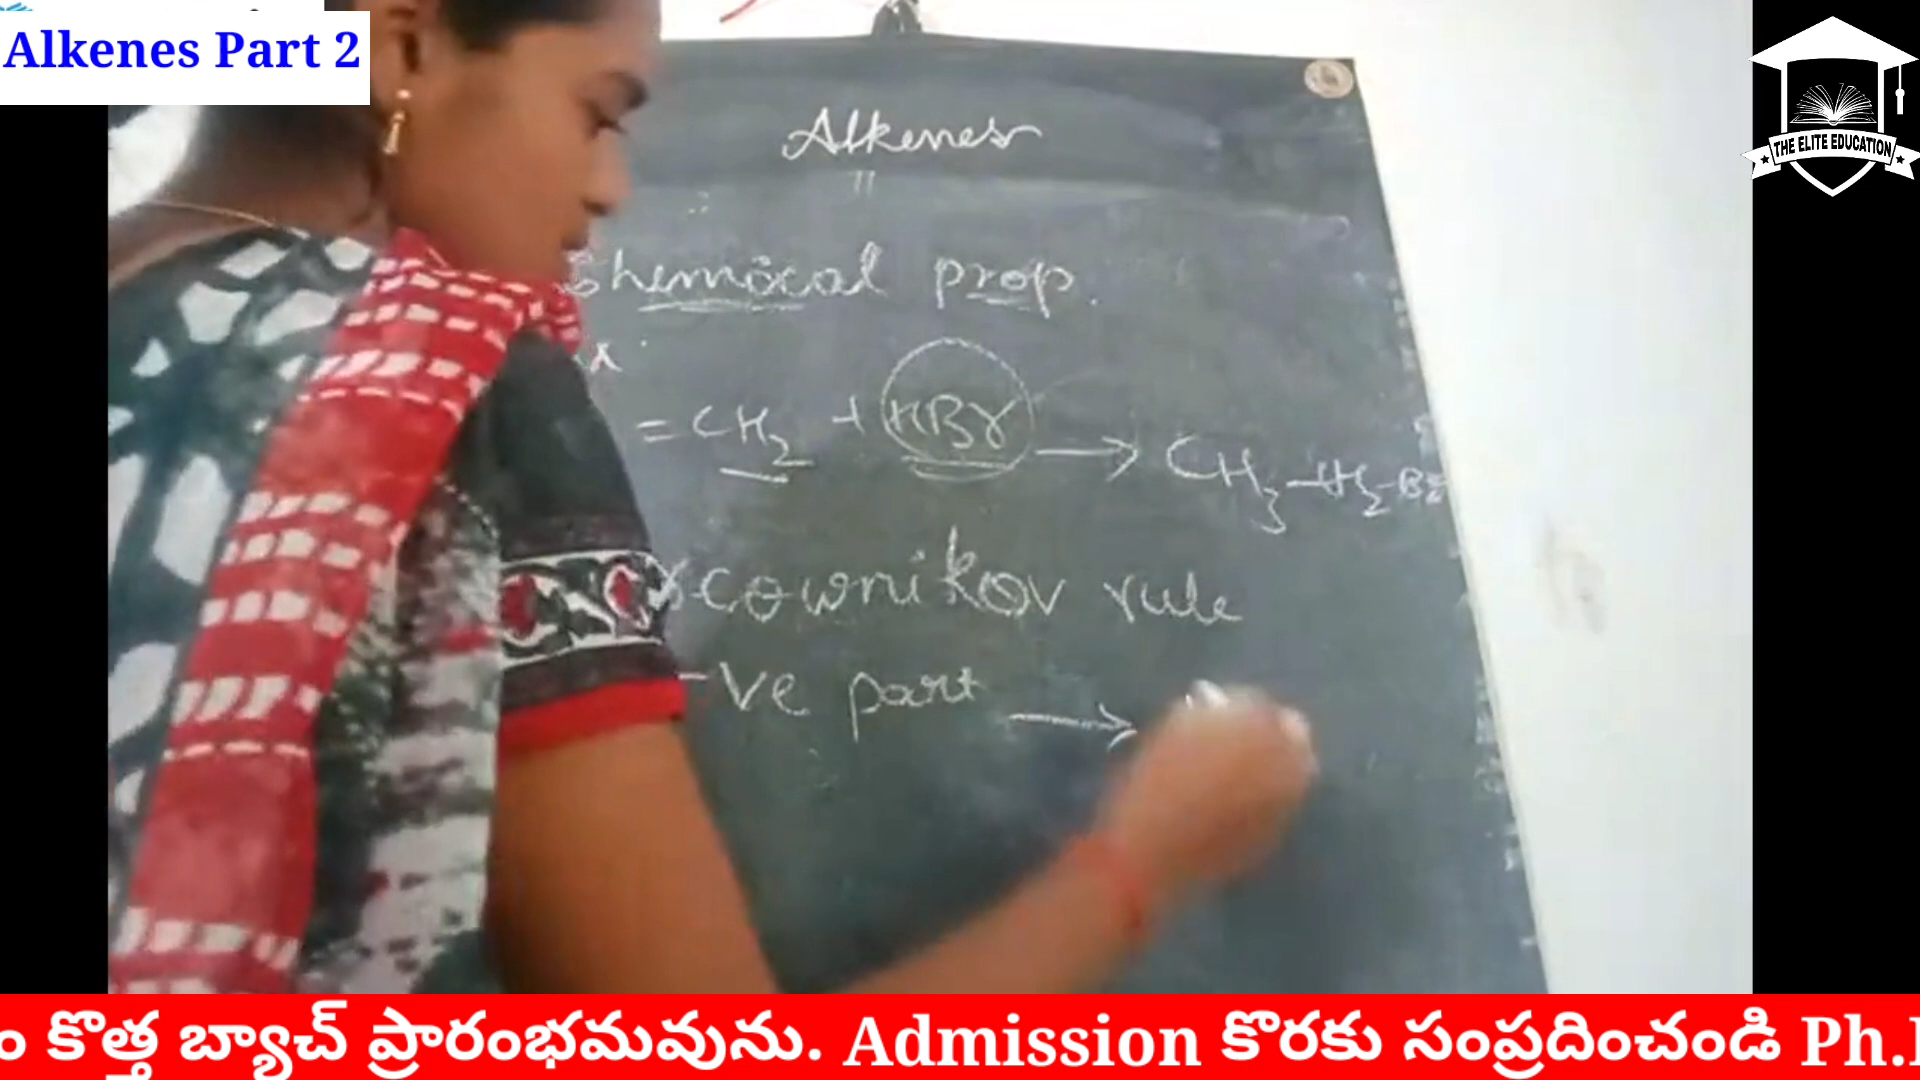 Alkenes Part 2
THE ELITE EDUCATION
Alkenes
Chemical prop.
=CH2 + HBr → CH3-H2-Br
rcownikov rule
-ve part →
ం కొత్త బ్యాచ్ ప్రారంభమవును. Admission కొరకు సంప్రదించండి Ph.